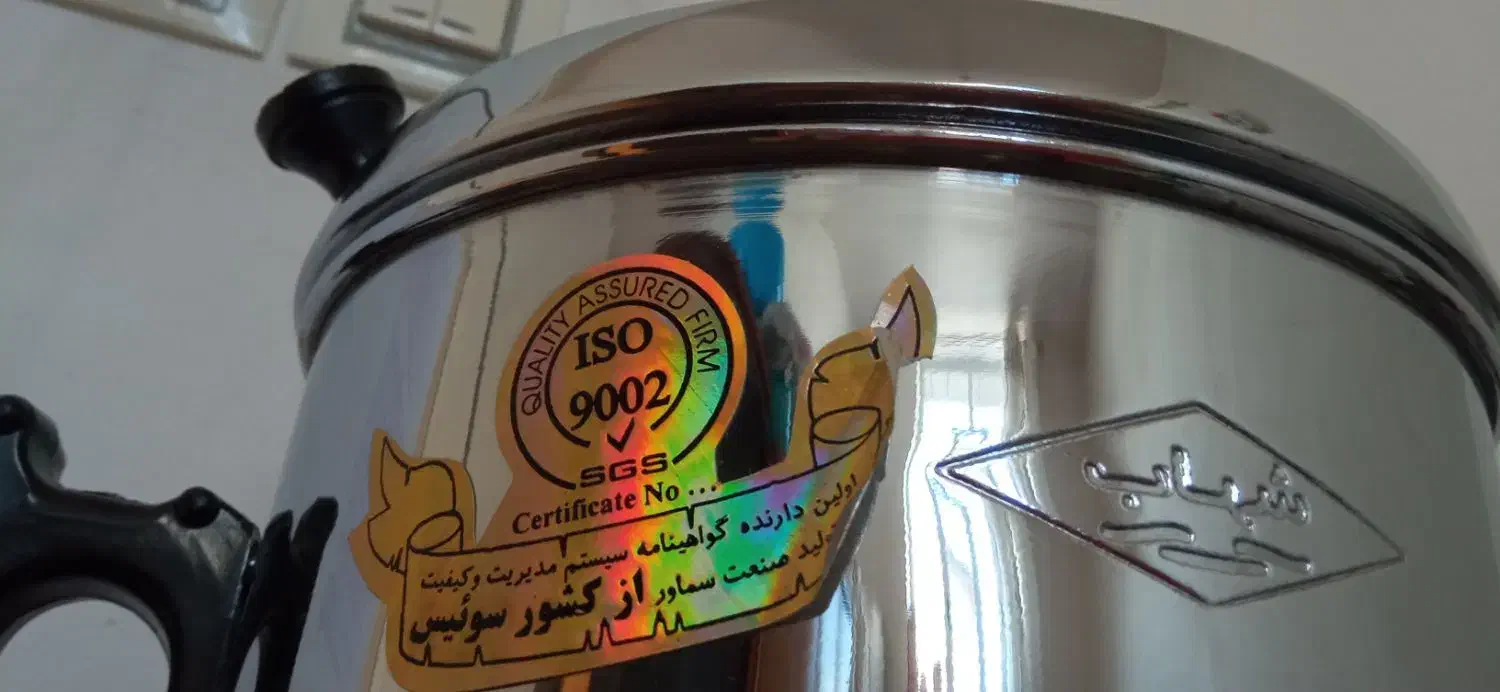 QUALITY ASSURED FIRM
ISO
9002
SGS
Certificate No ...
اولین دارنده گواهینامه سیستم مدیریت وکیفیت
تولید صنعت سماور از کشور سوئیس
شهاب